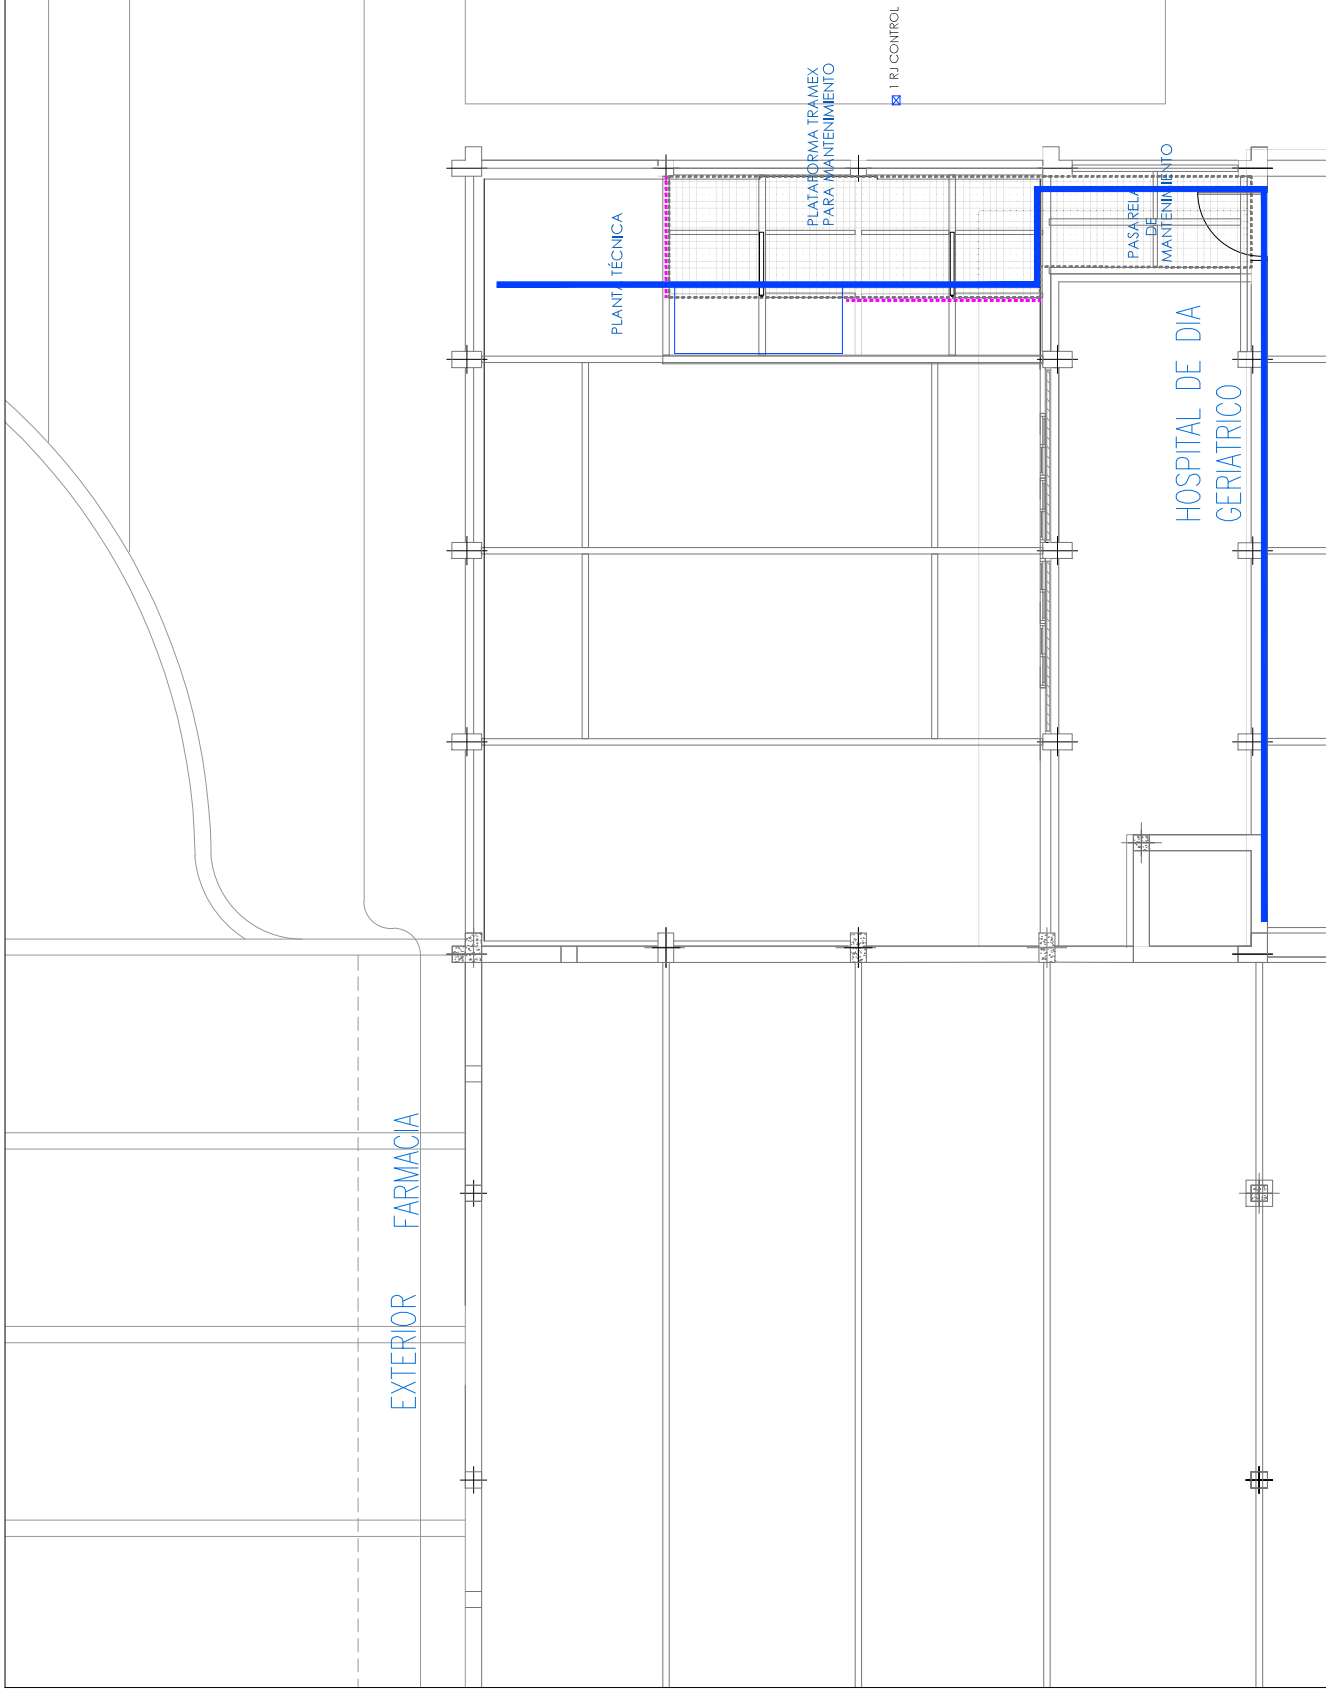 1 RJ CONTROL
PLATAFORMA TRAMEX
PARA MANTENIMIENTO
PLANTA TÉCNICA
PASARELA
DE
MANTENIMIENTO
HOSPITAL DE DIA
GERIATRICO
EXTERIOR FARMACIA